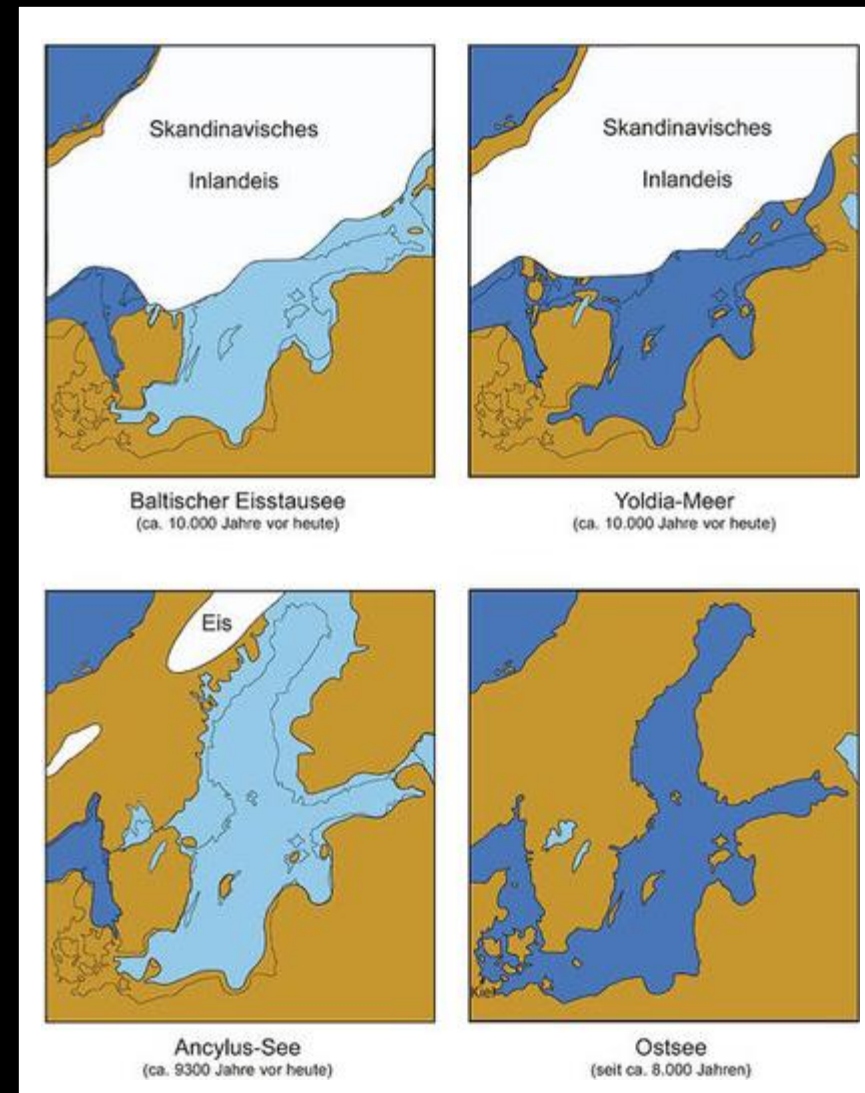 Skandinavisches
Inlandeis
Skandinavisches
Inlandeis
Baltischer Eisstausee
(ca. 10.000 Jahre vor heute)
Yoldia-Meer
(ca. 10.000 Jahre vor heute)
Eis
Kiel
Ancylus-See
(ca. 9300 Jahre vor heute)
Ostsee
(seit ca. 8.000 Jahren)